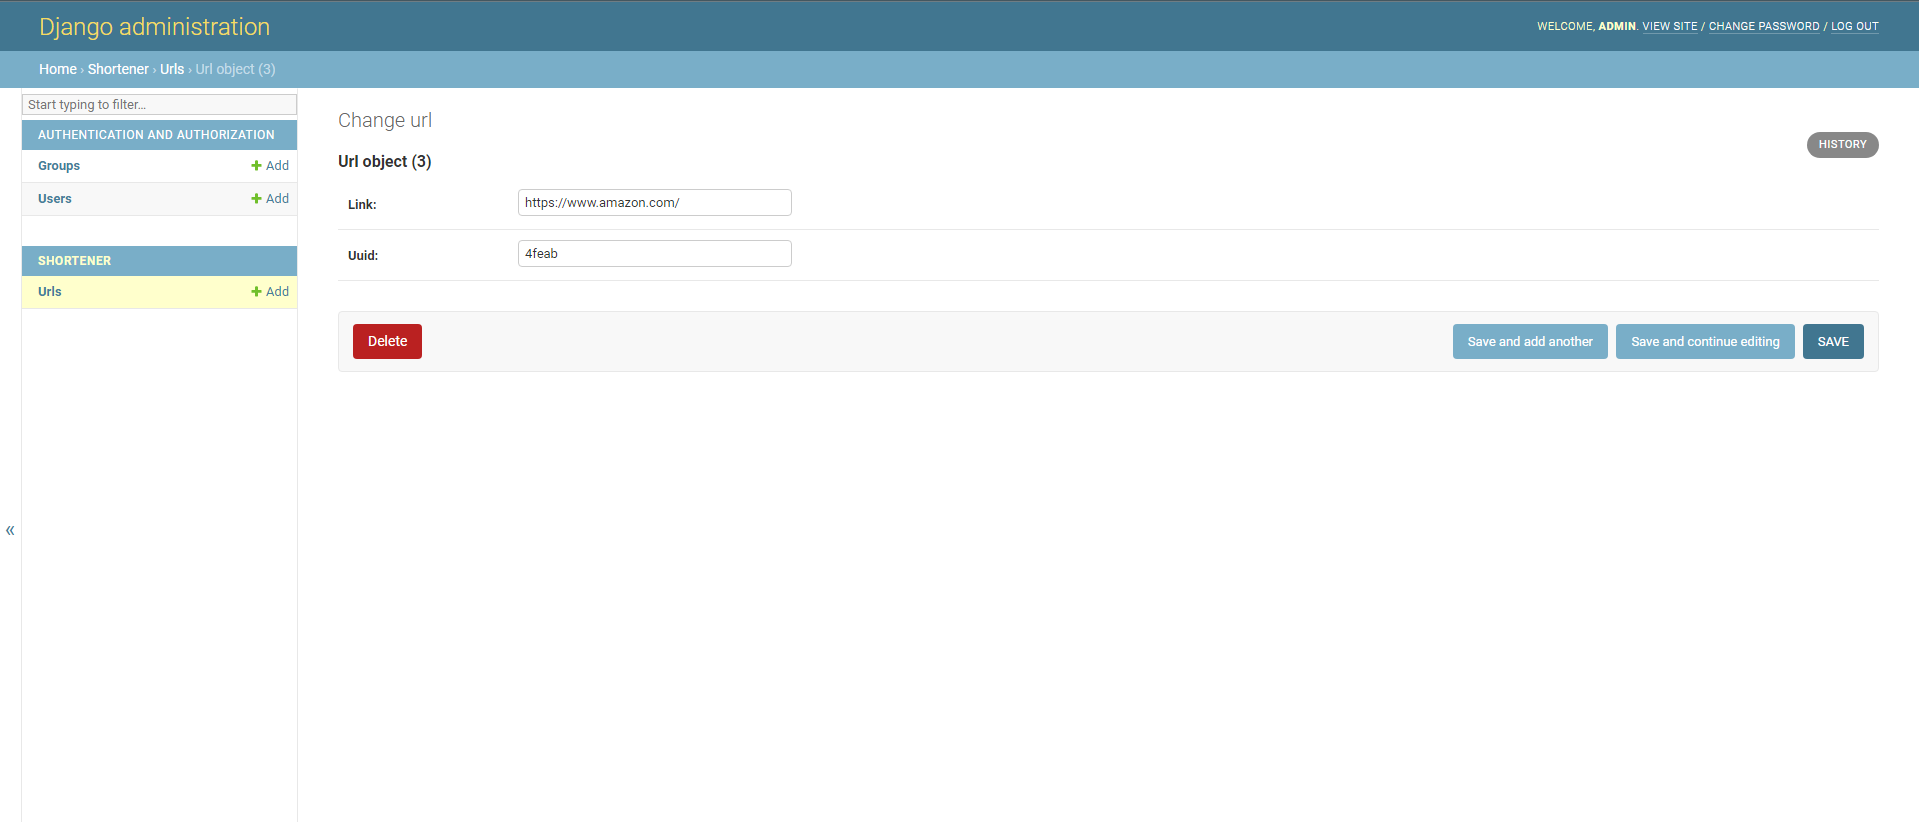 Django administration
WELCOME, ADMIN. VIEW SITE / CHANGE PASSWORD / LOG OUT
Home › Shortener › Urls › Url object (3)
Start typing to filter...
AUTHENTICATION AND AUTHORIZATION
Groups
Add
Users
Add
SHORTENER
Urls
Add
«
Change url
HISTORY
Url object (3)
Link:
https://www.amazon.com/
Uuid:
4feab
Delete
Save and add another
Save and continue editing
SAVE